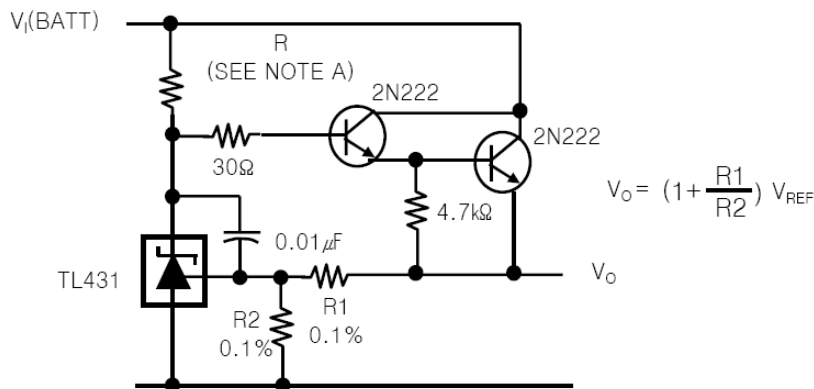 V_I(BATT)
R
(SEE NOTE A)
2N222
2N222
30Ω
4.7kΩ
V_O = (1+ R1/R2) V_REF
0.01μF
TL431
V_O
R2
0.1%
R1
0.1%